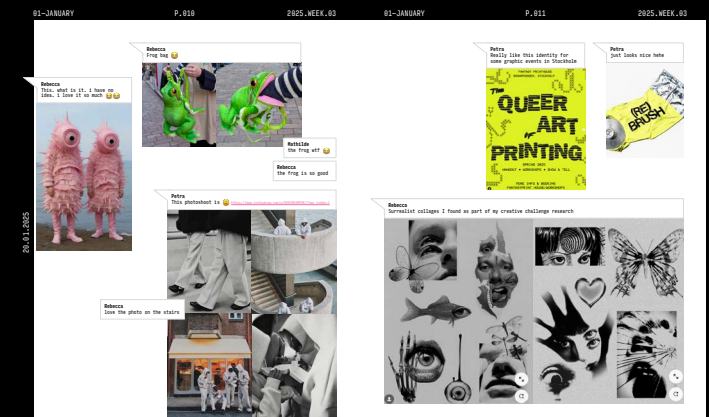 01-JANUARY
P.010
2025.WEEK.03
01-JANUARY
P.011
2025.WEEK.03
Rebecca
Frog bag 😂
Rebecca
This. what is it. i have no
idea. i love it so much 😂😂
Mathilde
the frog wtf 😂
Rebecca
the frog is so good
Petra
This photoshoot is
Rebecca
love the photo on the stairs
20.01.2025
Petra
Really like this identity for
some graphic events in Stockholm
The
QUEER
ART
OF
PRINTING
SPRING 2025
Petra
just looks nice hehe
(RE)
BRUSH
Rebecca
Surrealist collages I found as part of my creative challenge research